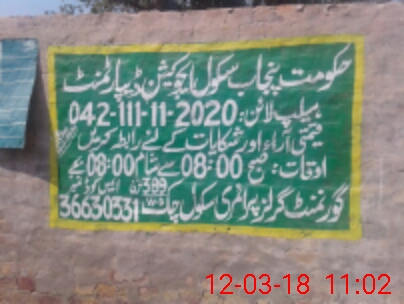 حکومت پنجاب سکول ایجوکیشن ڈیپارٹمنٹ
ہیلپ لائن: 042-111-11-2020
قیمتی آراء اور شکایات کے لئے رابطہ کریں
اوقات: صبح 08:00 سے شام 08:00 بجے
گورنمنٹ گرلز پرائمری سکول چک 36630331
12-03-18 11:02